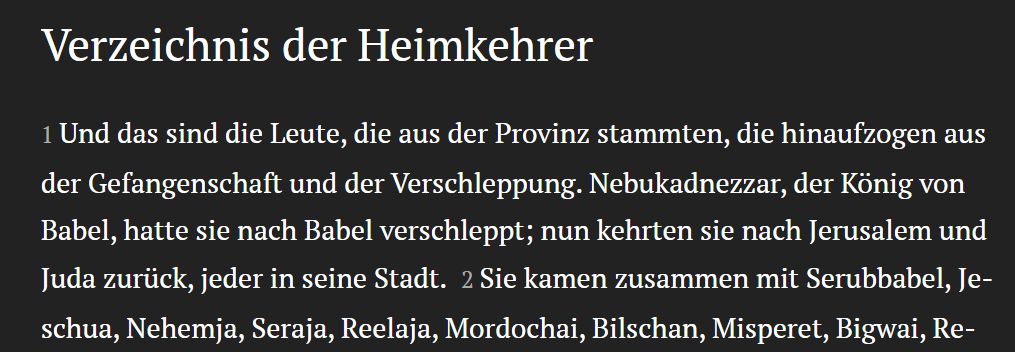 Verzeichnis der Heimkehrer
1 Und das sind die Leute, die aus der Provinz stammten, die hinaufzogen aus
der Gefangenschaft und der Verschleppung. Nebukadnezzar, der König von
Babel, hatte sie nach Babel verschleppt; nun kehrten sie nach Jerusalem und
Juda zurück, jeder in seine Stadt. 2 Sie kamen zusammen mit Serubbabel, Je-
schua, Nehemja, Seraja, Reelaja, Mordochai, Bilschan, Misperet, Bigwai, Re-